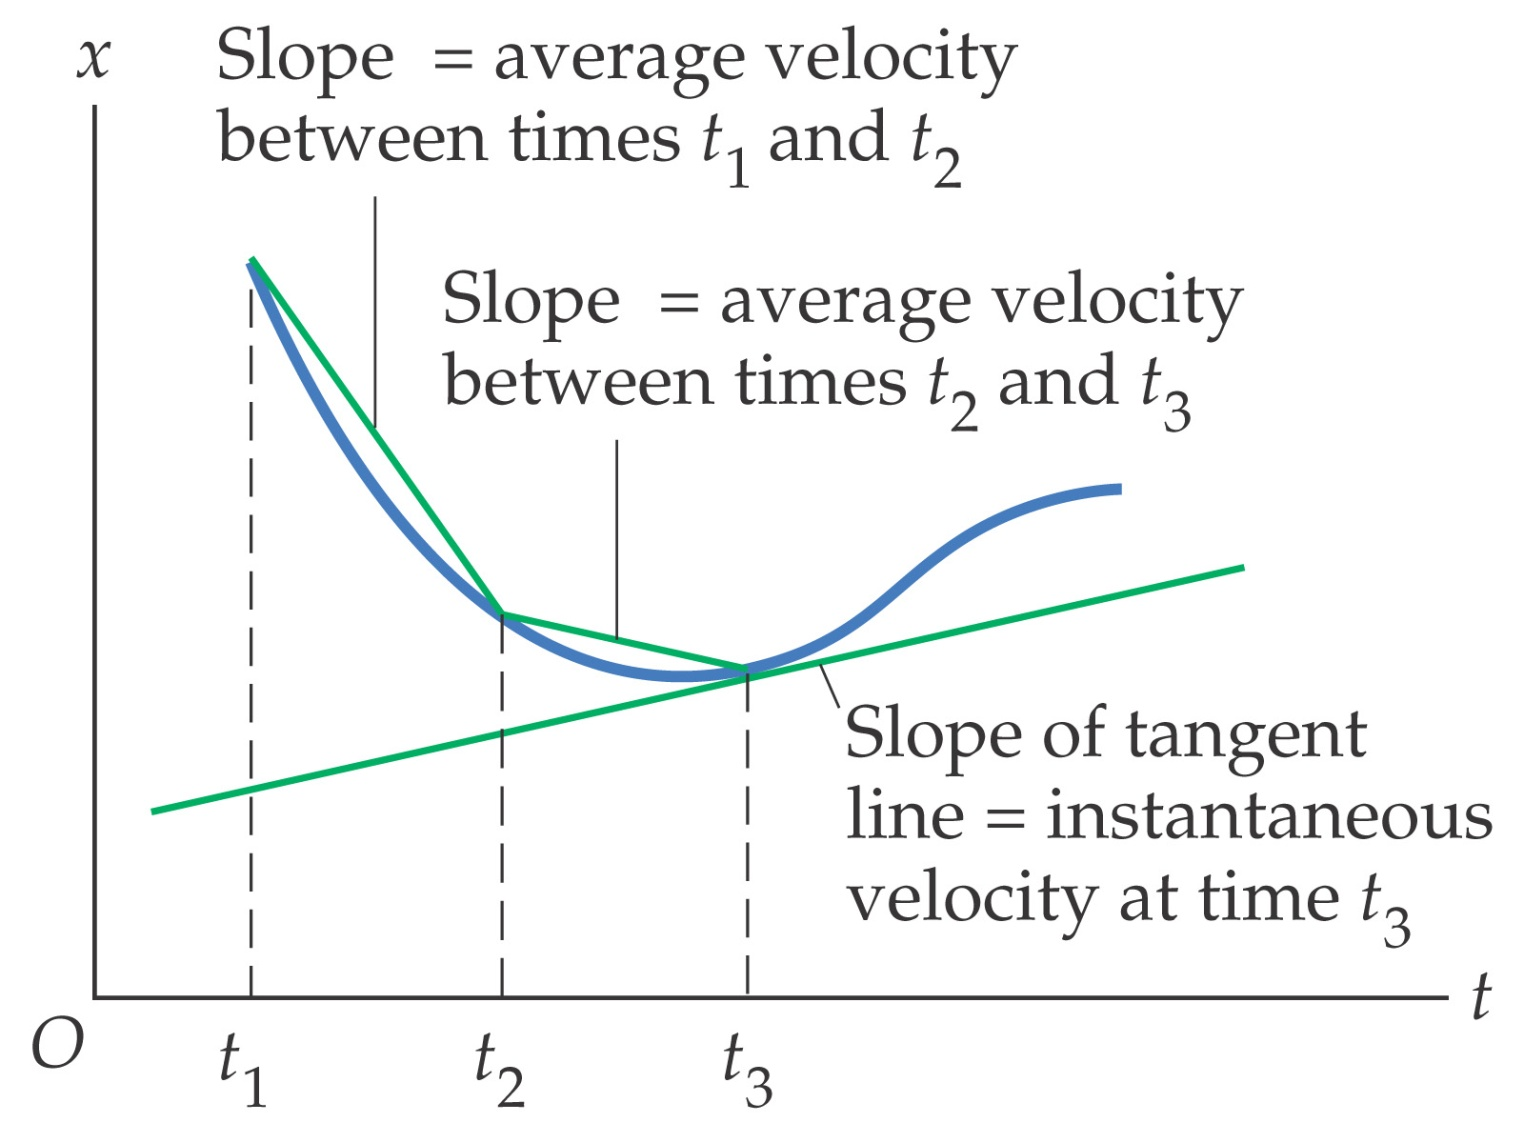 x
Slope = average velocity
between times t₁ and t₂
Slope = average velocity
between times t₂ and t₃
Slope of tangent
line = instantaneous
velocity at time t₃
t
O
t₁
t₂
t₃